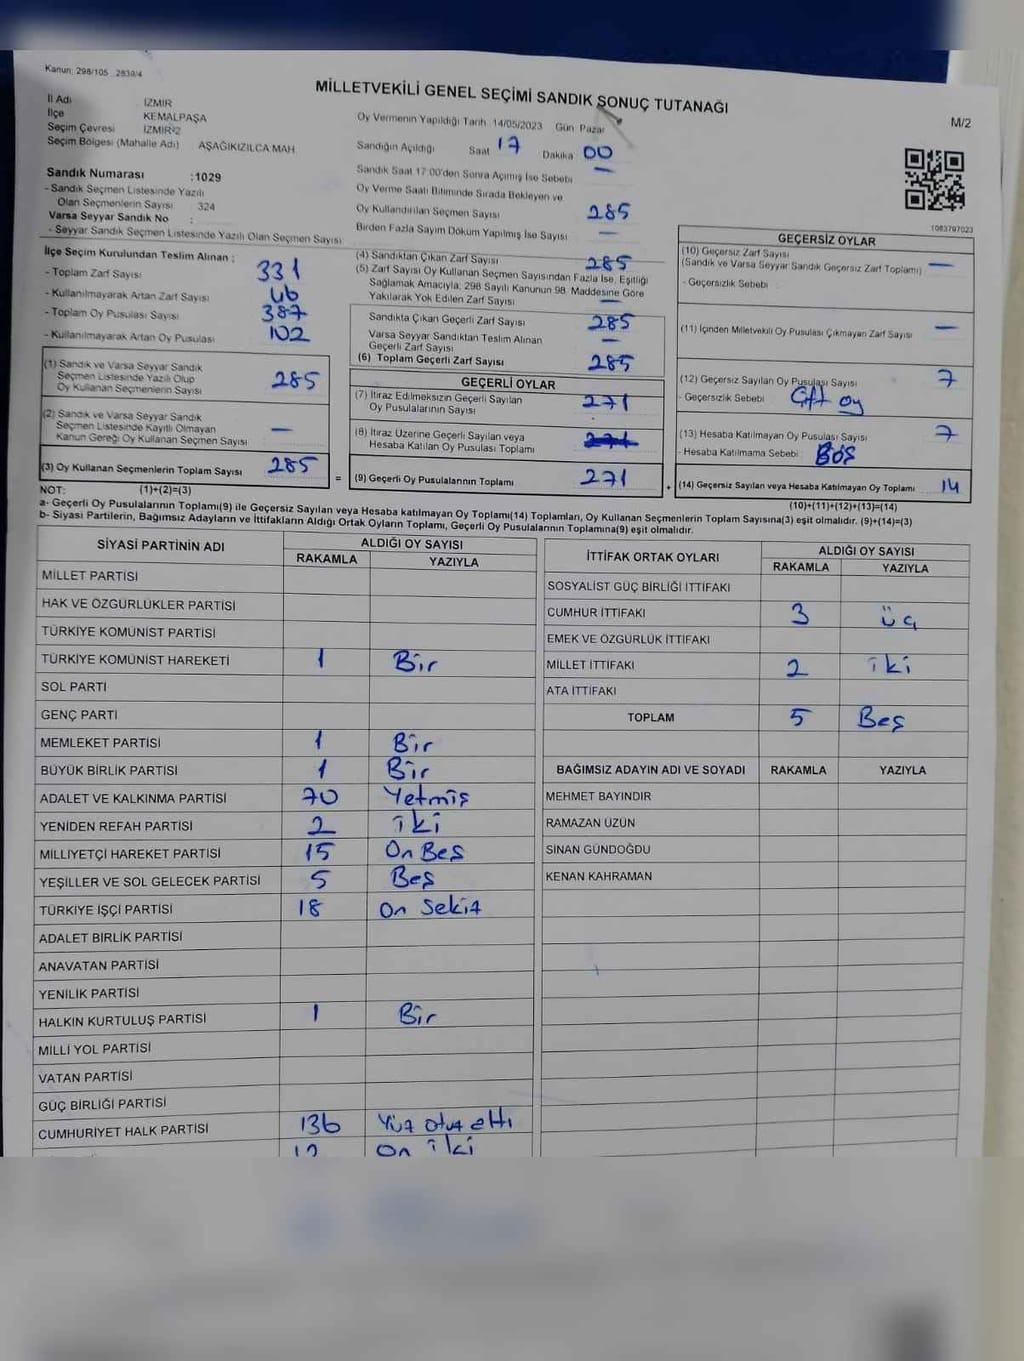 Kanun: 298/105 2839/4
MİLLETVEKİLİ GENEL SEÇİMİ SANDIK SONUÇ TUTANAĞI
M/2
İl Adı İZMİR
İlçe KEMALPAŞA
Seçim Çevresi İZMİR-2
Seçim Bölgesi (Mahalle Adı) AŞAĞIKIZILCA MAH.
Sandık Numarası :1029
- Sandık Seçmen Listesinde Yazılı
Olan Seçmenlerin Sayısı 324
Varsa Seyyar Sandık No :
- Seyyar Sandık Seçmen Listesinde Yazılı Olan Seçmen Sayısı
Oy Vermenin Yapıldığı Tarih 14/05/2023 Gün Pazar
Sandığın Açıldığı Saat 17 Dakika 00
Sandık Saat 17:00'den Sonra Açılmış İse Sebebi —
Oy Verme Saati Bitiminde Sırada Bekleyen ve
Oy Kullandırılan Seçmen Sayısı 285
Birden Fazla Sayım Döküm Yapılmış İse Sayısı —
1083797023
İlçe Seçim Kurulundan Teslim Alınan :
- Toplam Zarf Sayısı 331
- Kullanılmayarak Artan Zarf Sayısı 46
- Toplam Oy Pusulası Sayısı 387
- Kullanılmayarak Artan Oy Pusulası 102
(1) Sandık ve Varsa Seyyar Sandık
Seçmen Listesinde Yazılı Olup
Oy Kullanan Seçmenlerin Sayısı 285
(2) Sandık ve Varsa Seyyar Sandık
Seçmen Listesinde Kayıtlı Olmayan
Kanun Gereği Oy Kullanan Seçmen Sayısı —
(3) Oy Kullanan Seçmenlerin Toplam Sayısı 285
(4) Sandıktan Çıkan Zarf Sayısı 285
(5) Zarf Sayısı Oy Kullanan Seçmen Sayısından Fazla İse, Eşitliği
Sağlamak Amacıyla, 298 Sayılı Kanunun 98. Maddesine Göre
Yakılarak Yok Edilen Zarf Sayısı —
Sandıkta Çıkan Geçerli Zarf Sayısı 285
Varsa Seyyar Sandıktan Teslim Alınan
Geçerli Zarf Sayısı —
(6) Toplam Geçerli Zarf Sayısı 285
GEÇERLİ OYLAR
(7) İtiraz Edilmeksizin Geçerli Sayılan
Oy Pusulalarının Sayısı 271
(8) İtiraz Üzerine Geçerli Sayılan veya
Hesaba Katılan Oy Pusulası Toplamı 271
= (9) Geçerli Oy Pusulalarının Toplamı 271
GEÇERSİZ OYLAR
(10) Geçersiz Zarf Sayısı —
(Sandık ve Varsa Seyyar Sandık Geçersiz Zarf Toplamı)
- Geçersizlik Sebebi
(11) İçinden Milletvekili Oy Pusulası Çıkmayan Zarf Sayısı —
(12) Geçersiz Sayılan Oy Pusulası Sayısı 7
- Geçersizlik Sebebi Çift oy
(13) Hesaba Katılmayan Oy Pusulası Sayısı 7
- Hesaba Katılmama Sebebi BOŞ
+ (14) Geçersiz Sayılan veya Hesaba Katılmayan Oy Toplamı 14
NOT: (1)+(2)=(3) (10)+(11)+(12)+(13)=(14)
a- Geçerli Oy Pusulalarının Toplamı(9) ile Geçersiz Sayılan veya Hesaba katılmayan Oy Toplamı(14) Toplamları, Oy Kullanan Seçmenlerin Toplam Sayısına(3) eşit olmalıdır. (9)+(14)=(3)
b- Siyasi Partilerin, Bağımsız Adayların ve İttifakların Aldığı Ortak Oyların Toplamı, Geçerli Oy Pusulalarının Toplamına(9) eşit olmalıdır.
SİYASİ PARTİNİN ADI ALDIĞI OY SAYISI
RAKAMLA YAZIYLA
MİLLET PARTİSİ
HAK VE ÖZGÜRLÜKLER PARTİSİ
TÜRKİYE KOMÜNİST PARTİSİ
TÜRKİYE KOMÜNİST HAREKETİ 1 Bir
SOL PARTİ
GENÇ PARTİ
MEMLEKET PARTİSİ 1 Bir
BÜYÜK BİRLİK PARTİSİ 1 Bir
ADALET VE KALKINMA PARTİSİ 70 Yetmiş
YENİDEN REFAH PARTİSİ 2 iki
MİLLİYETÇİ HAREKET PARTİSİ 15 On Beş
YEŞİLLER VE SOL GELECEK PARTİSİ 5 Beş
TÜRKİYE İŞÇİ PARTİSİ 18 On Sekiz
ADALET BİRLİK PARTİSİ
ANAVATAN PARTİSİ
YENİLİK PARTİSİ
HALKIN KURTULUŞ PARTİSİ 1 Bir
MİLLİ YOL PARTİSİ
VATAN PARTİSİ
GÜÇ BİRLİĞİ PARTİSİ
CUMHURİYET HALK PARTİSİ 136 Yüz otuz altı
12 On iki
İTTİFAK ORTAK OYLARI ALDIĞI OY SAYISI
RAKAMLA YAZIYLA
SOSYALİST GÜÇ BİRLİĞİ İTTİFAKI
CUMHUR İTTİFAKI 3 üç
EMEK VE ÖZGÜRLÜK İTTİFAKI
MİLLET İTTİFAKI 2 iki
ATA İTTİFAKI
TOPLAM 5 Beş
BAĞIMSIZ ADAYIN ADI VE SOYADI RAKAMLA YAZIYLA
MEHMET BAYINDIR
RAMAZAN UZUN
SİNAN GÜNDOĞDU
KENAN KAHRAMAN